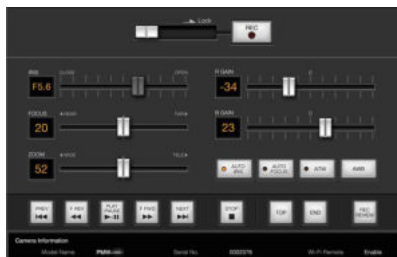 Lock
REC
IRIS CLOSE OPEN
F5.6
FOCUS NEAR FAR
20
ZOOM WIDE TELE
52
R GAIN 0
-34
B GAIN 0
23
AUTO IRIS
AUTO FOCUS
ATW
AWB
PREV
F REV
PLAY PAUSE
F FWD
NEXT
STOP
TOP
END
REC REVIEW
Camera Information
Model Name Serial No. Wi-Fi Remote Enable